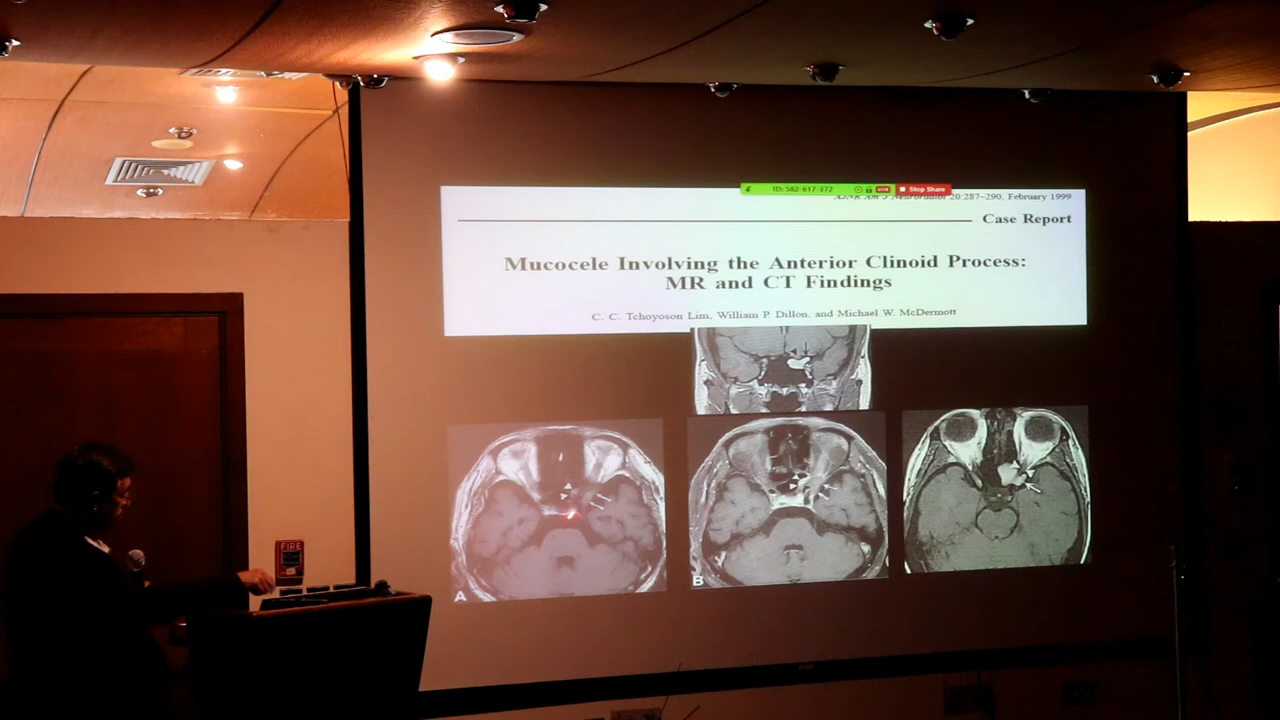 ID: 582-617-372 LIVE Stop Share
AJNR Am J Neuroradiol 20:287–290, February 1999
Case Report
Mucocele Involving the Anterior Clinoid Process:
MR and CT Findings
C. C. Tchoyoson Lim, William P. Dillon, and Michael W. McDermott
A
B
FIRE